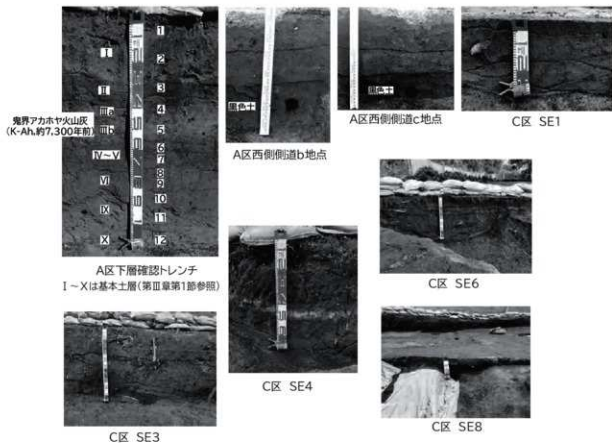 I
II
IIIa
IIIb
IV～V
VI
IX
X
1
2
3
4
5
6
7
8
9
10
11
12
鬼界アカホヤ火山灰
(K-Ah、約7,300年前)
A区下層確認トレンチ
I～Xは基本土層(第III章第1節参照)
黒色土
A区西側側道b地点
黒色土
A区西側側道c地点
C区 SE1
C区 SE3
C区 SE4
C区 SE6
C区 SE8